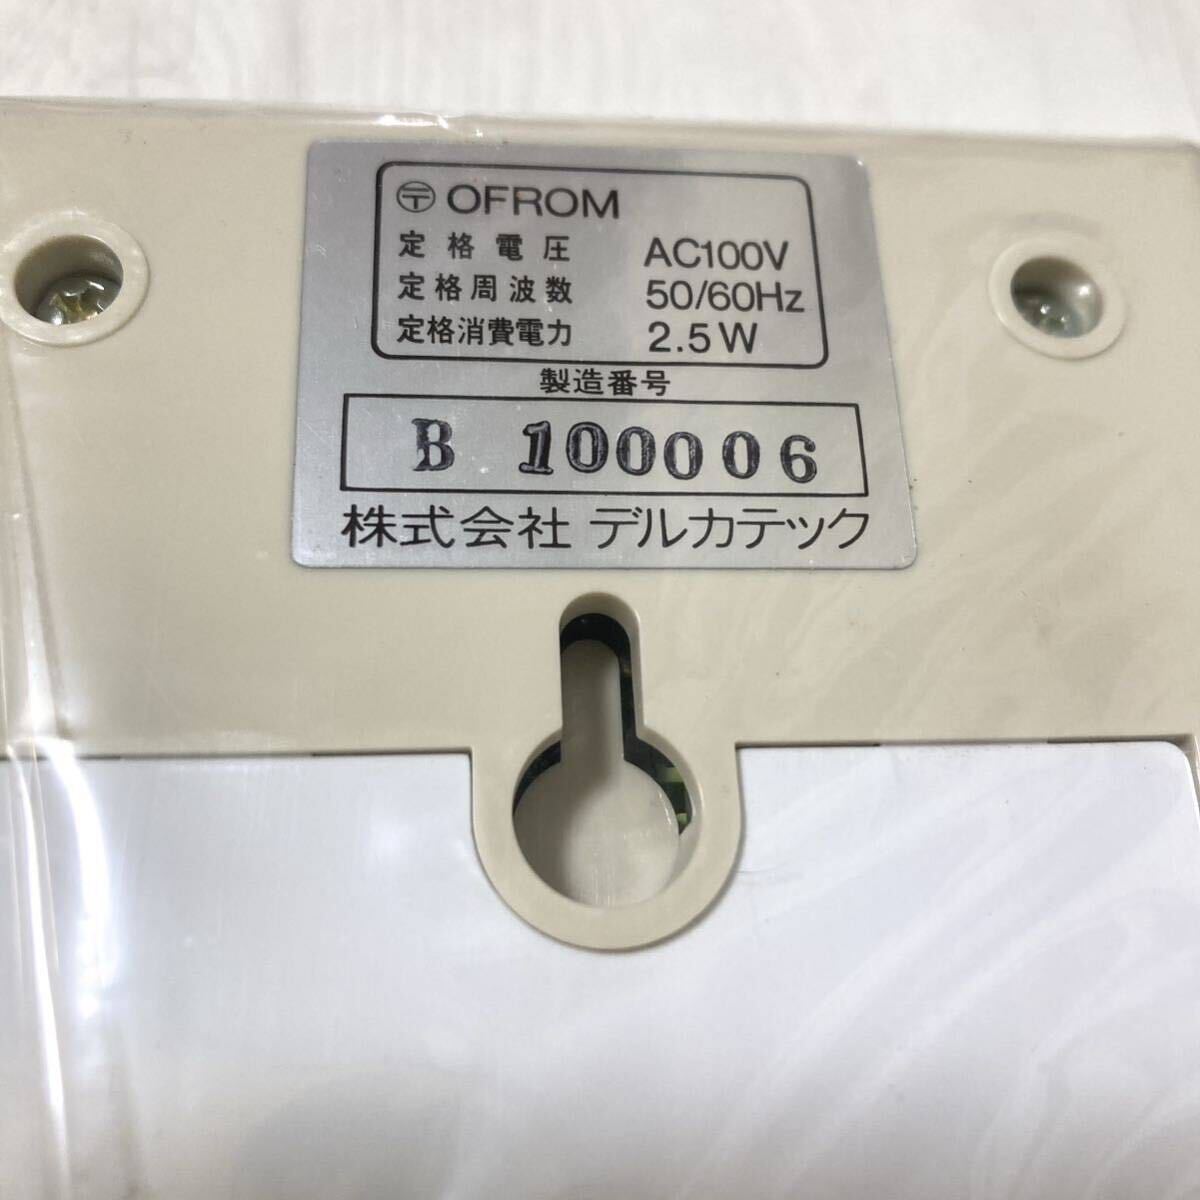 〶 OFROM
定格電圧 AC100V
定格周波数 50/60Hz
定格消費電力 2.5W
製造番号
B 100006
株式会社 デルカテック